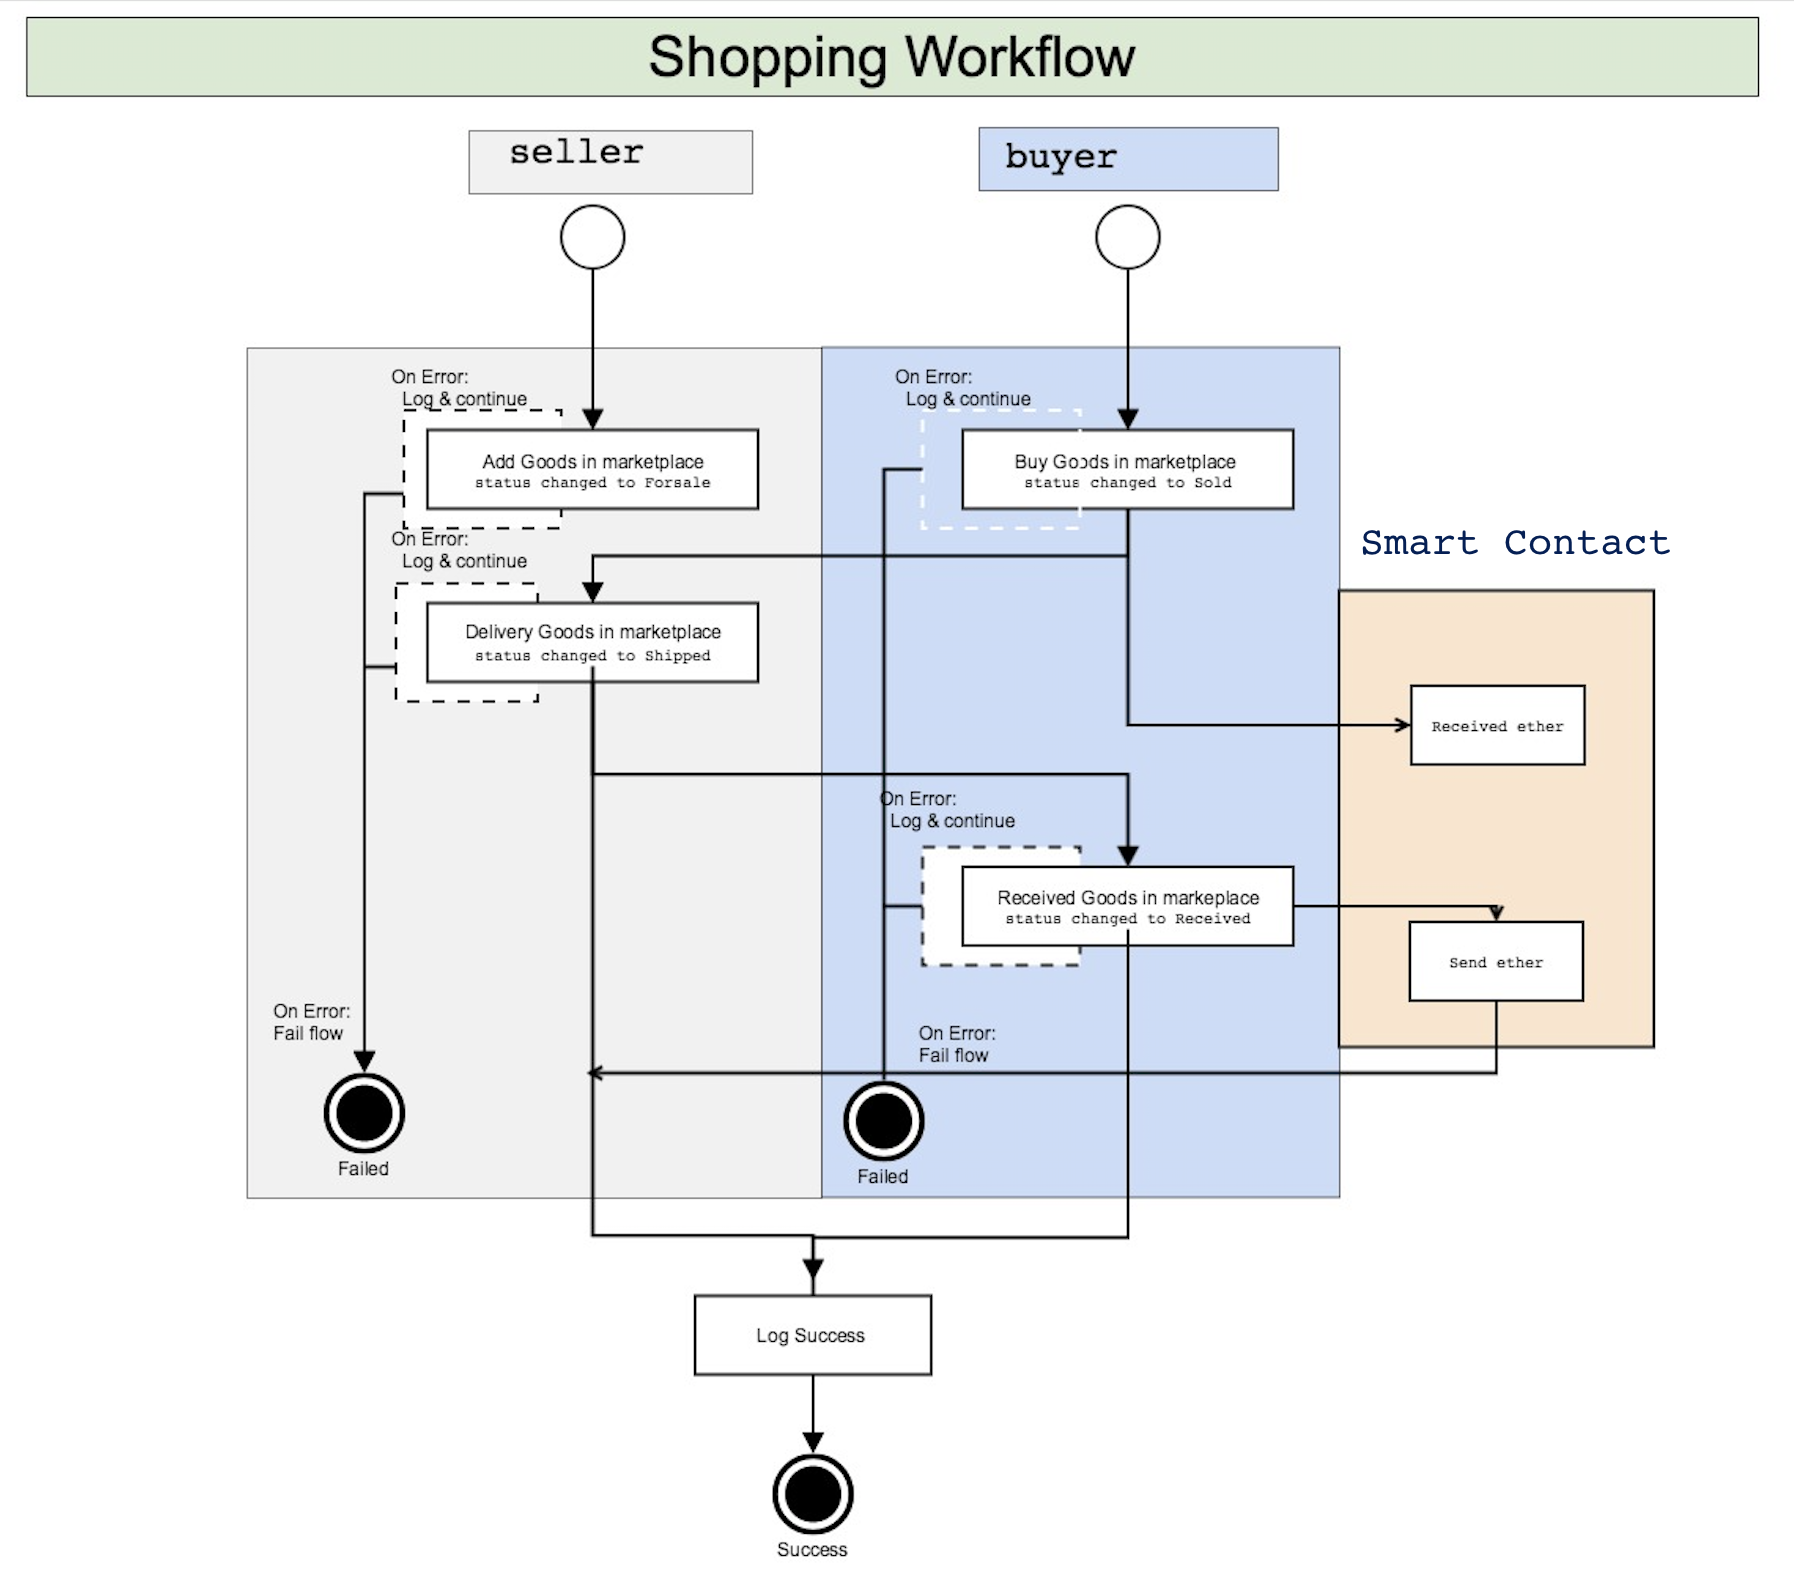 Shopping Workflow
seller
buyer
On Error:
Log & continue
On Error:
Log & continue
Add Goods in marketplace
status changed to Forsale
Buy Goods in marketplace
status changed to Sold
On Error:
Log & continue
Smart Contact
Delivery Goods in marketplace
status changed to Shipped
Received ether
On Error:
Log & continue
Received Goods in markeplace
status changed to Received
Send ether
On Error:
Fail flow
On Error:
Fail flow
Failed
Failed
Log Success
Success